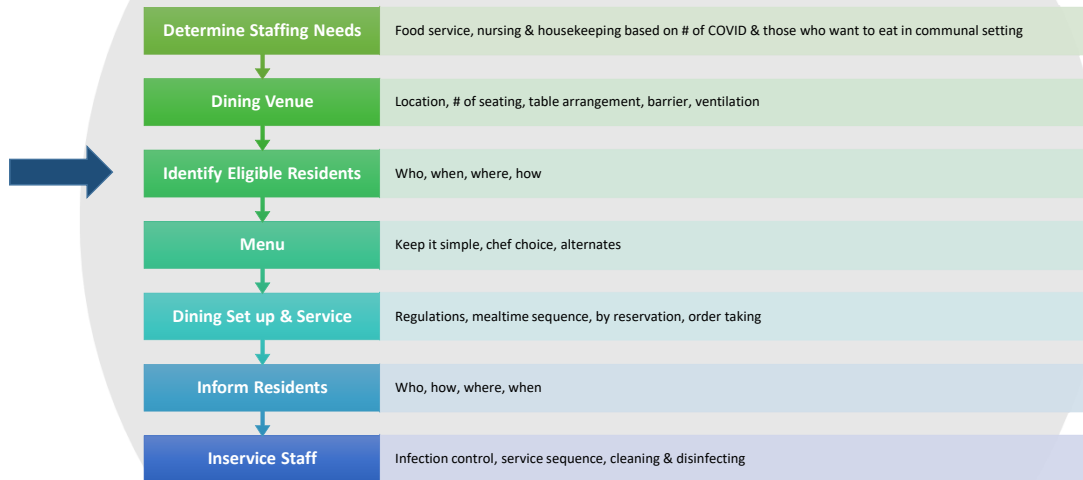 Determine Staffing Needs
Food service, nursing & housekeeping based on # of COVID & those who want to eat in communal setting
Dining Venue
Location, # of seating, table arrangement, barrier, ventilation
Identify Eligible Residents
Who, when, where, how
Menu
Keep it simple, chef choice, alternates
Dining Set up & Service
Regulations, mealtime sequence, by reservation, order taking
Inform Residents
Who, how, where, when
Inservice Staff
Infection control, service sequence, cleaning & disinfecting